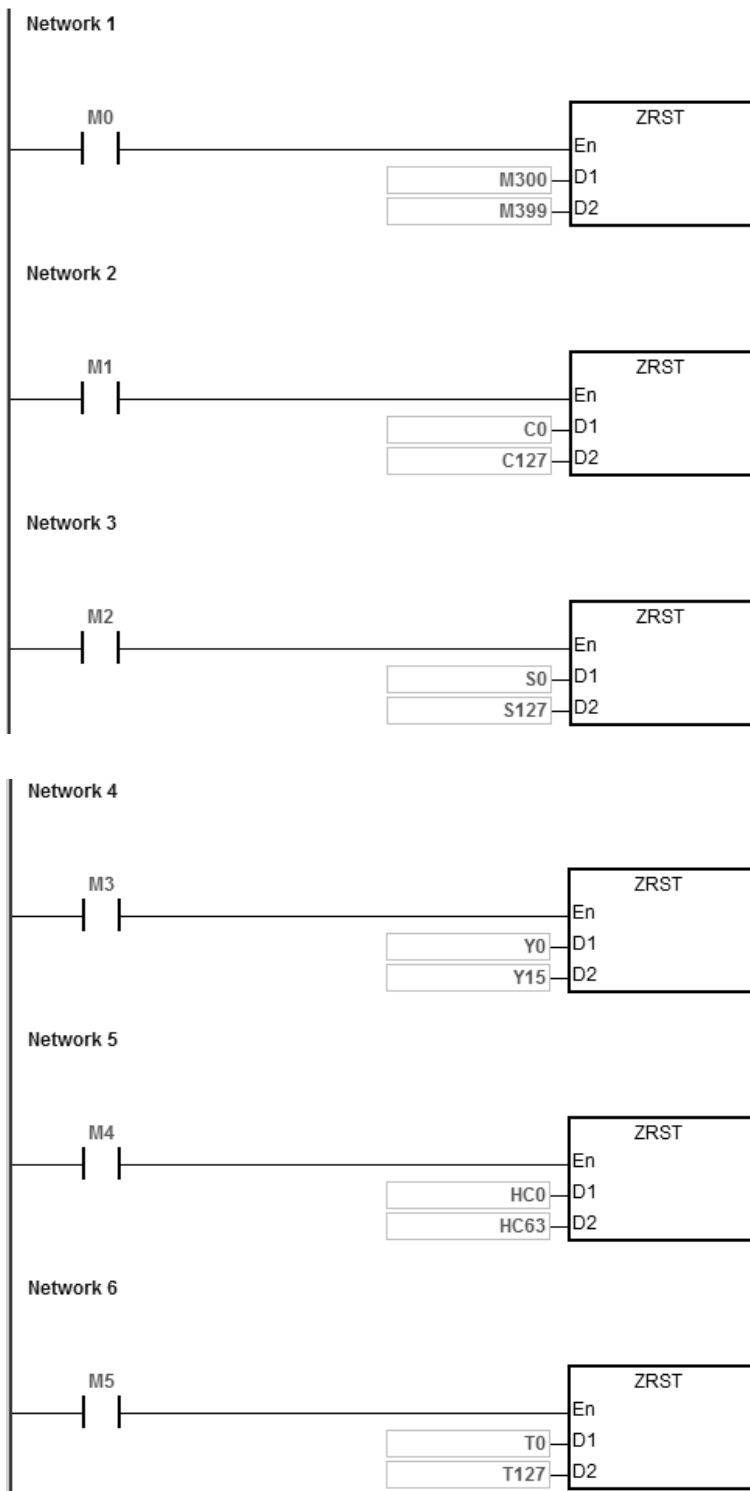 Network 1
M0
ZRST
En
M300 D1
M399 D2
Network 2
M1
ZRST
En
C0 D1
C127 D2
Network 3
M2
ZRST
En
S0 D1
S127 D2
Network 4
M3
ZRST
En
Y0 D1
Y15 D2
Network 5
M4
ZRST
En
HC0 D1
HC63 D2
Network 6
M5
ZRST
En
T0 D1
T127 D2